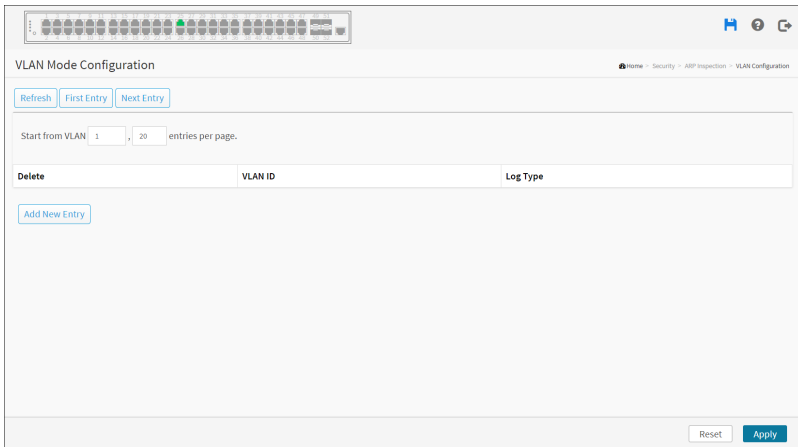 VLAN Mode Configuration
Home > Security > ARP Inspection > VLAN Configuration
Refresh First Entry Next Entry
Start from VLAN 1 , 20 entries per page.
Delete VLAN ID Log Type
Add New Entry
Reset Apply